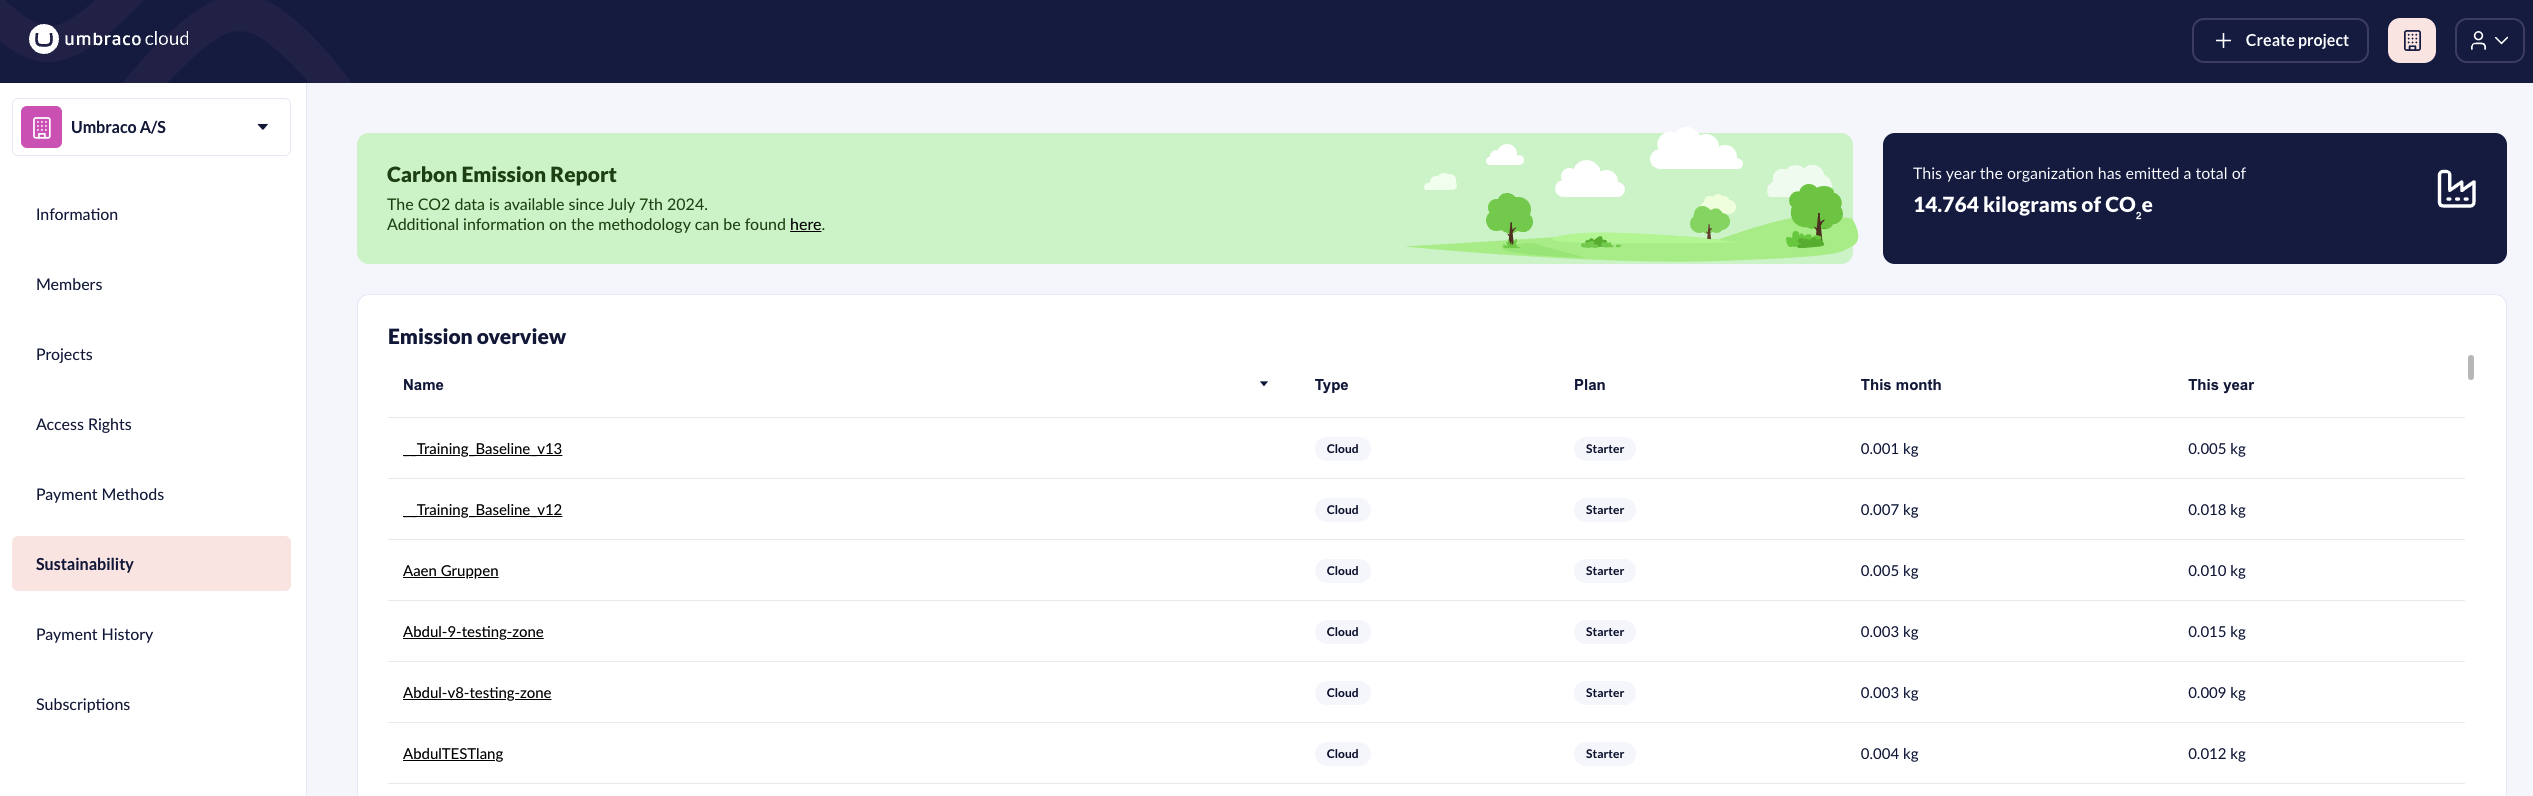 umbraco cloud
Create project
Umbraco A/S
Information
Members
Projects
Access Rights
Payment Methods
Sustainability
Payment History
Subscriptions
Carbon Emission Report
The CO2 data is available since July 7th 2024.
Additional information on the methodology can be found here.
This year the organization has emitted a total of
14.764 kilograms of CO₂e
Emission overview
Name Type Plan This month This year
__Training_Baseline_v13 Cloud Starter 0.001 kg 0.005 kg
__Training_Baseline_v12 Cloud Starter 0.007 kg 0.018 kg
Aaen Gruppen Cloud Starter 0.005 kg 0.010 kg
Abdul-9-testing-zone Cloud Starter 0.003 kg 0.015 kg
Abdul-v8-testing-zone Cloud Starter 0.003 kg 0.009 kg
AbdulTESTlang Cloud Starter 0.004 kg 0.012 kg